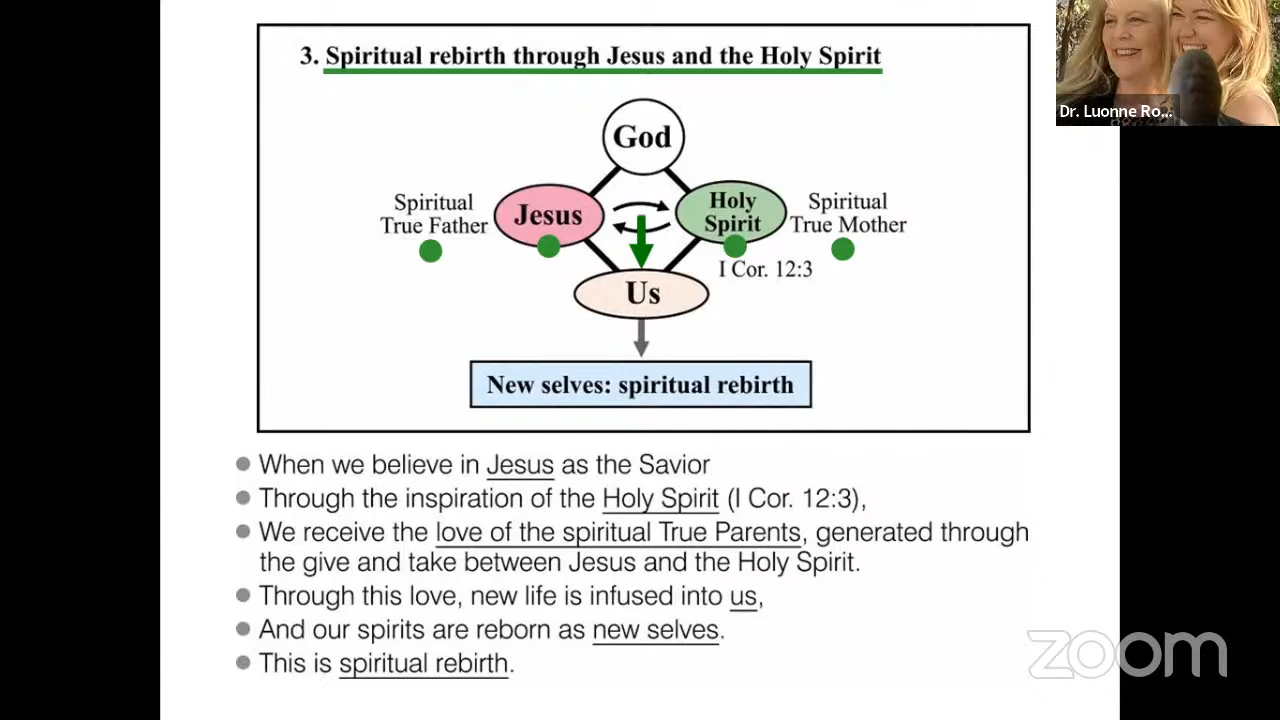 3. Spiritual rebirth through Jesus and the Holy Spirit
God
Spiritual
True Father
Jesus
Holy
Spirit
Spiritual
True Mother
I Cor. 12:3
Us
New selves: spiritual rebirth
When we believe in Jesus as the Savior
Through the inspiration of the Holy Spirit (I Cor. 12:3),
We receive the love of the spiritual True Parents, generated through
the give and take between Jesus and the Holy Spirit.
Through this love, new life is infused into us,
And our spirits are reborn as new selves.
This is spiritual rebirth.
Dr. Luonne Ro...
zoom